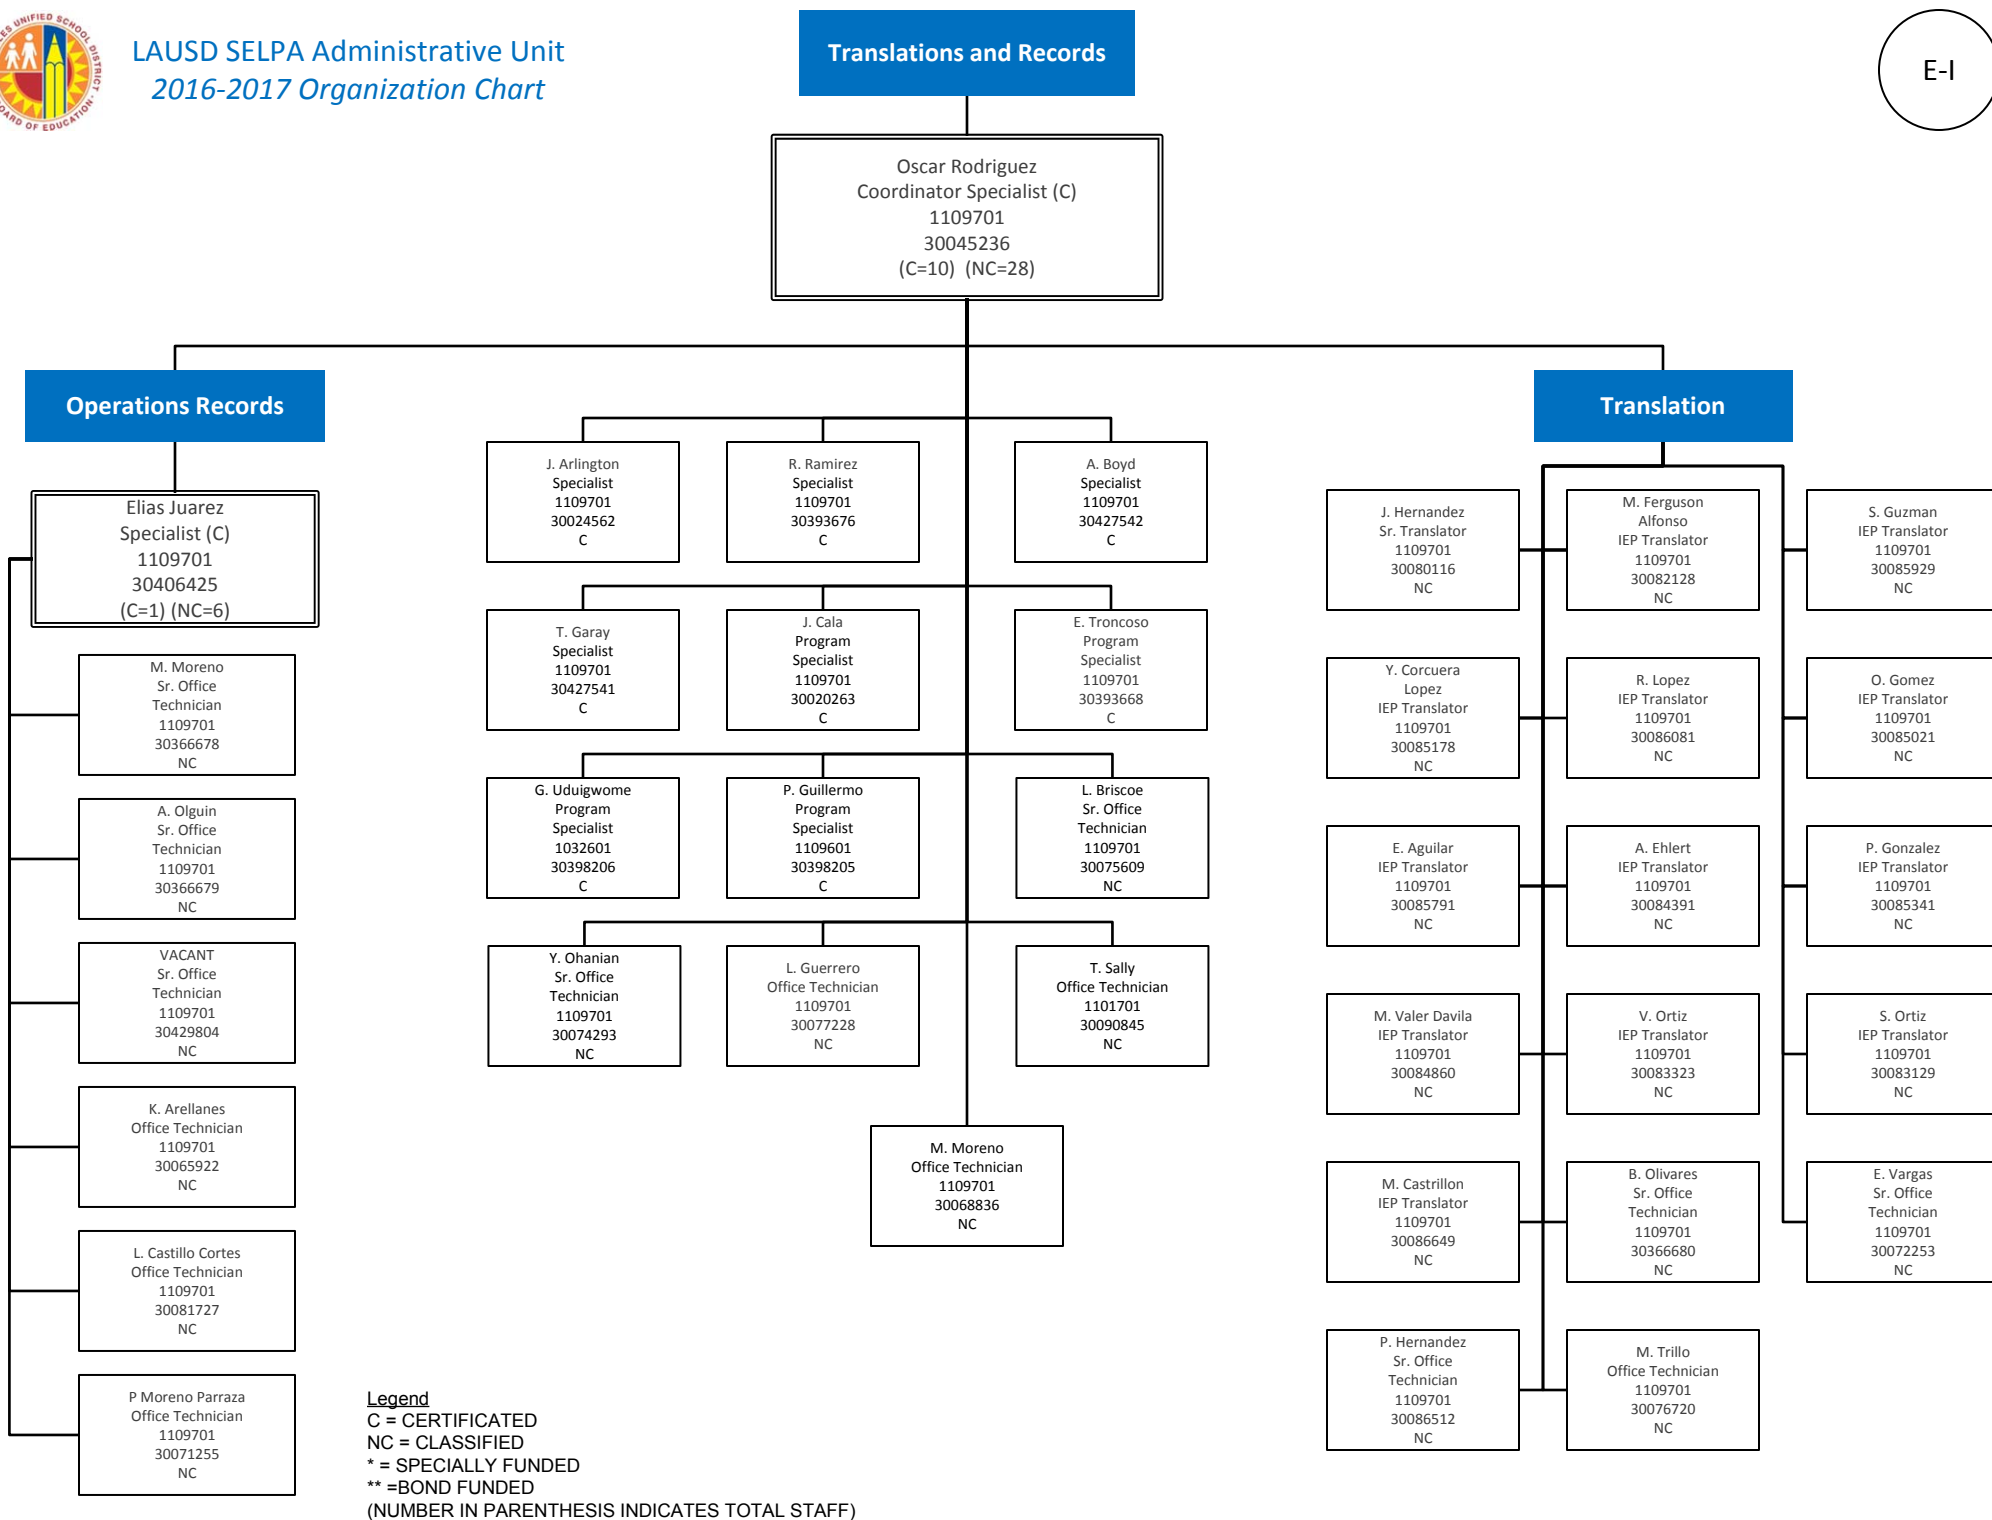 LES UNIFIED SCHOOL DISTRICT
BOARD OF EDUCATION
LAUSD SELPA Administrative Unit
2016-2017 Organization Chart
Translations and Records
E-I
Oscar Rodriguez
Coordinator Specialist (C)
1109701
30045236
(C=10)  (NC=28)
Operations Records
Elias Juarez
Specialist (C)
1109701
30406425
(C=1) (NC=6)
M. Moreno
Sr. Office
Technician
1109701
30366678
NC
A. Olguin
Sr. Office
Technician
1109701
30366679
NC
VACANT
Sr. Office
Technician
1109701
30429804
NC
K. Arellanes
Office Technician
1109701
30065922
NC
L. Castillo Cortes
Office Technician
1109701
30081727
NC
P Moreno Parraza
Office Technician
1109701
30071255
NC
J. Arlington
Specialist
1109701
30024562
C
R. Ramirez
Specialist
1109701
30393676
C
A. Boyd
Specialist
1109701
30427542
C
T. Garay
Specialist
1109701
30427541
C
J. Cala
Program
Specialist
1109701
30020263
C
E. Troncoso
Program
Specialist
1109701
30393668
C
G. Uduigwome
Program
Specialist
1032601
30398206
C
P. Guillermo
Program
Specialist
1109601
30398205
C
L. Briscoe
Sr. Office
Technician
1109701
30075609
NC
Y. Ohanian
Sr. Office
Technician
1109701
30074293
NC
L. Guerrero
Office Technician
1109701
30077228
NC
T. Sally
Office Technician
1101701
30090845
NC
M. Moreno
Office Technician
1109701
30068836
NC
Translation
J. Hernandez
Sr. Translator
1109701
30080116
NC
M. Ferguson
Alfonso
IEP Translator
1109701
30082128
NC
S. Guzman
IEP Translator
1109701
30085929
NC
Y. Corcuera
Lopez
IEP Translator
1109701
30085178
NC
R. Lopez
IEP Translator
1109701
30086081
NC
O. Gomez
IEP Translator
1109701
30085021
NC
E. Aguilar
IEP Translator
1109701
30085791
NC
A. Ehlert
IEP Translator
1109701
30084391
NC
P. Gonzalez
IEP Translator
1109701
30085341
NC
M. Valer Davila
IEP Translator
1109701
30084860
NC
V. Ortiz
IEP Translator
1109701
30083323
NC
S. Ortiz
IEP Translator
1109701
30083129
NC
M. Castrillon
IEP Translator
1109701
30086649
NC
B. Olivares
Sr. Office
Technician
1109701
30366680
NC
E. Vargas
Sr. Office
Technician
1109701
30072253
NC
P. Hernandez
Sr. Office
Technician
1109701
30086512
NC
M. Trillo
Office Technician
1109701
30076720
NC
Legend
C = CERTIFICATED
NC = CLASSIFIED
* = SPECIALLY FUNDED
** =BOND FUNDED
(NUMBER IN PARENTHESIS INDICATES TOTAL STAFF)